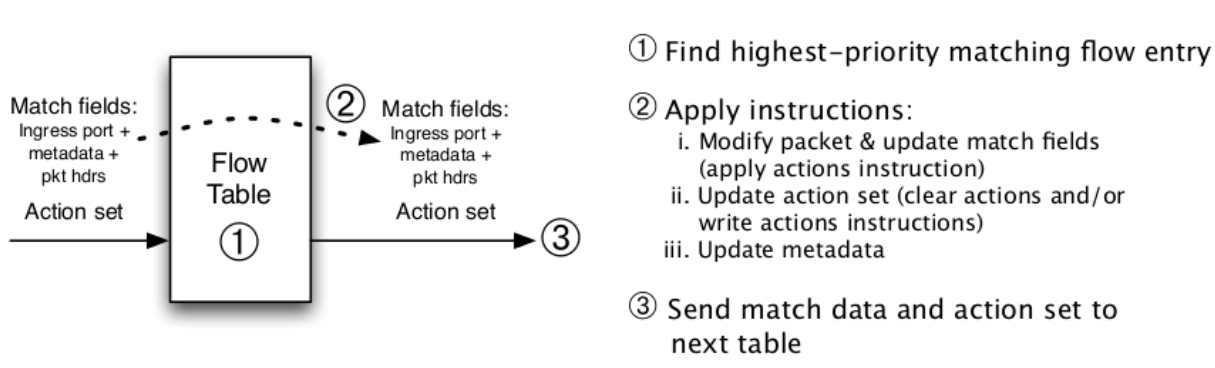 Match fields:
Ingress port +
metadata +
pkt hdrs
Action set
Flow
Table
①
②
Match fields:
Ingress port +
metadata +
pkt hdrs
Action set
③
① Find highest–priority matching flow entry
② Apply instructions:
i. Modify packet & update match fields
(apply actions instruction)
ii. Update action set (clear actions and/or
write actions instructions)
iii. Update metadata
③ Send match data and action set to
next table